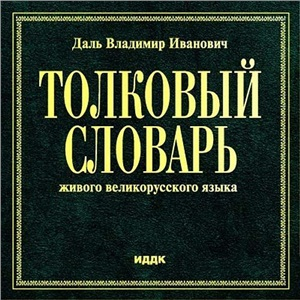 Даль Владимир Иванович
ТОЛКОВЫЙ
СЛОВАРЬ
живого великорусского языка
ИДДК